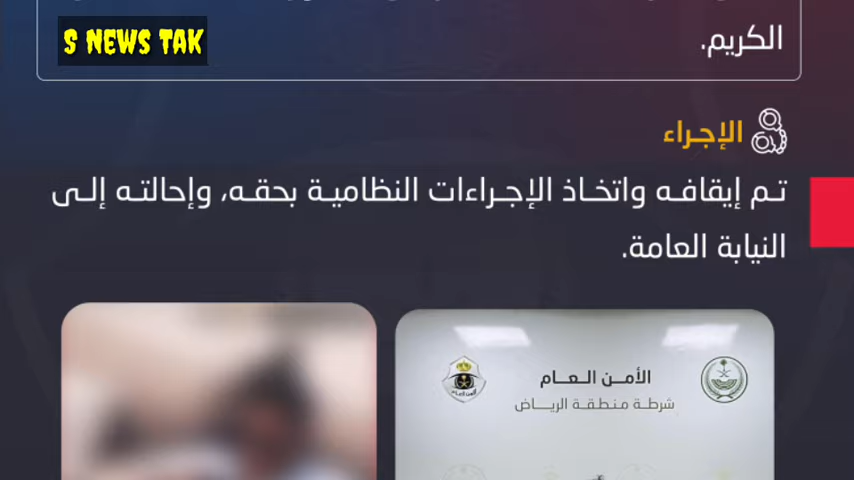 S NEWS TAK
الكريم.
الإجراء
تم إيقافه واتخاذ الإجراءات النظامية بحقه، وإحالته إلى
النيابة العامة.
الأمن العام
شرطة منطقة الرياض